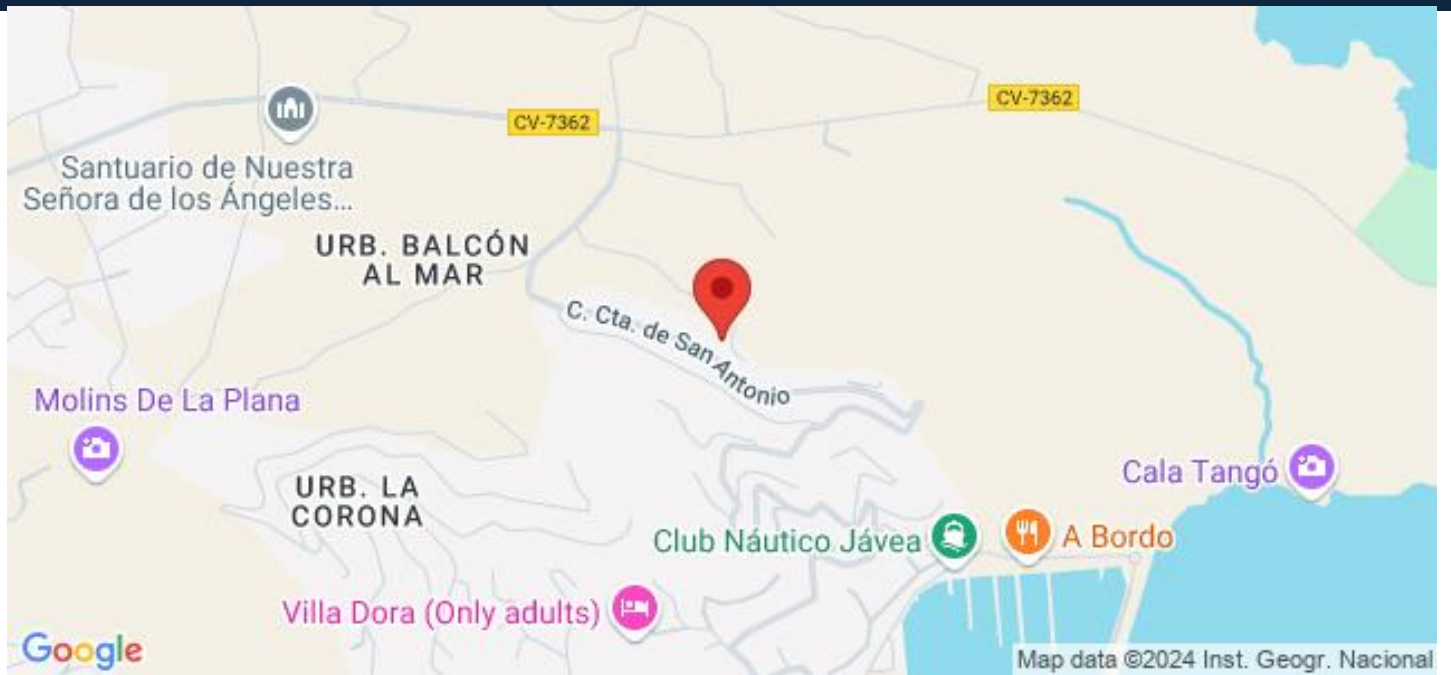 CV-7362
CV-7362
Santuario de Nuestra
Señora de los Ángeles...
URB. BALCÓN
AL MAR
C. Cta. de San Antonio
Molins De La Plana
URB. LA
CORONA
Cala Tangó
Club Náutico Jávea
A Bordo
Villa Dora (Only adults)
Google
Map data ©2024 Inst. Geogr. Nacional